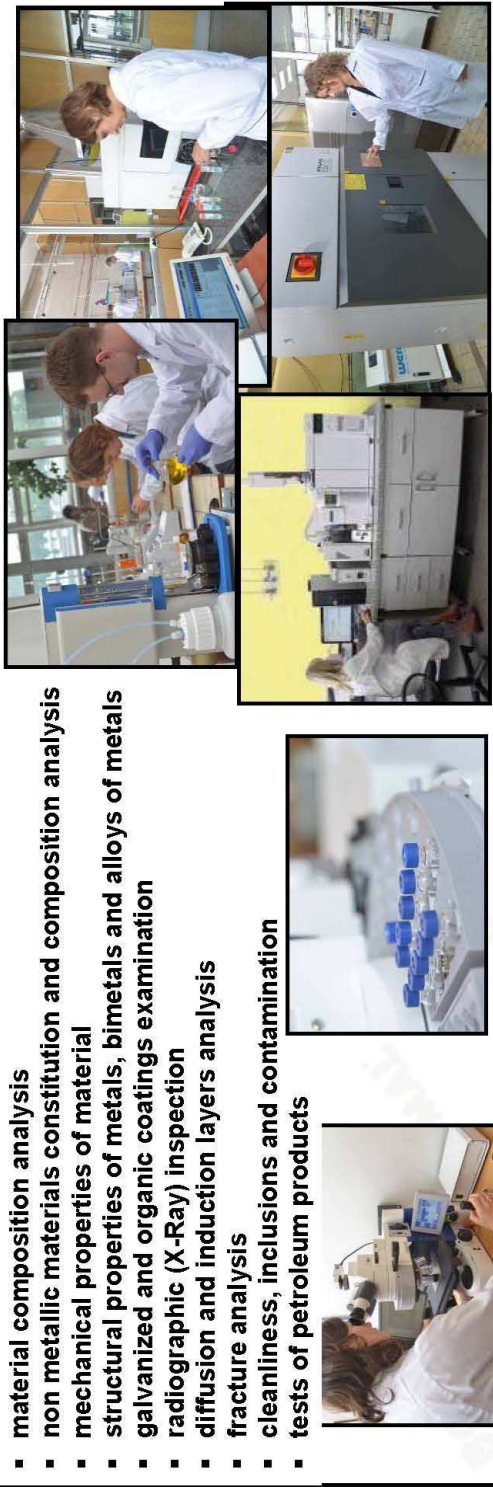 ▪ material composition analysis
▪ non metallic materials constitution and composition analysis
▪ mechanical properties of material
▪ structural properties of metals, bimetals and alloys of metals
▪ galvanized and organic coatings examination
▪ radiographic (X-Ray) inspection
▪ diffusion and induction layers analysis
▪ fracture analysis
▪ cleanliness, inclusions and contamination
▪ tests of petroleum products